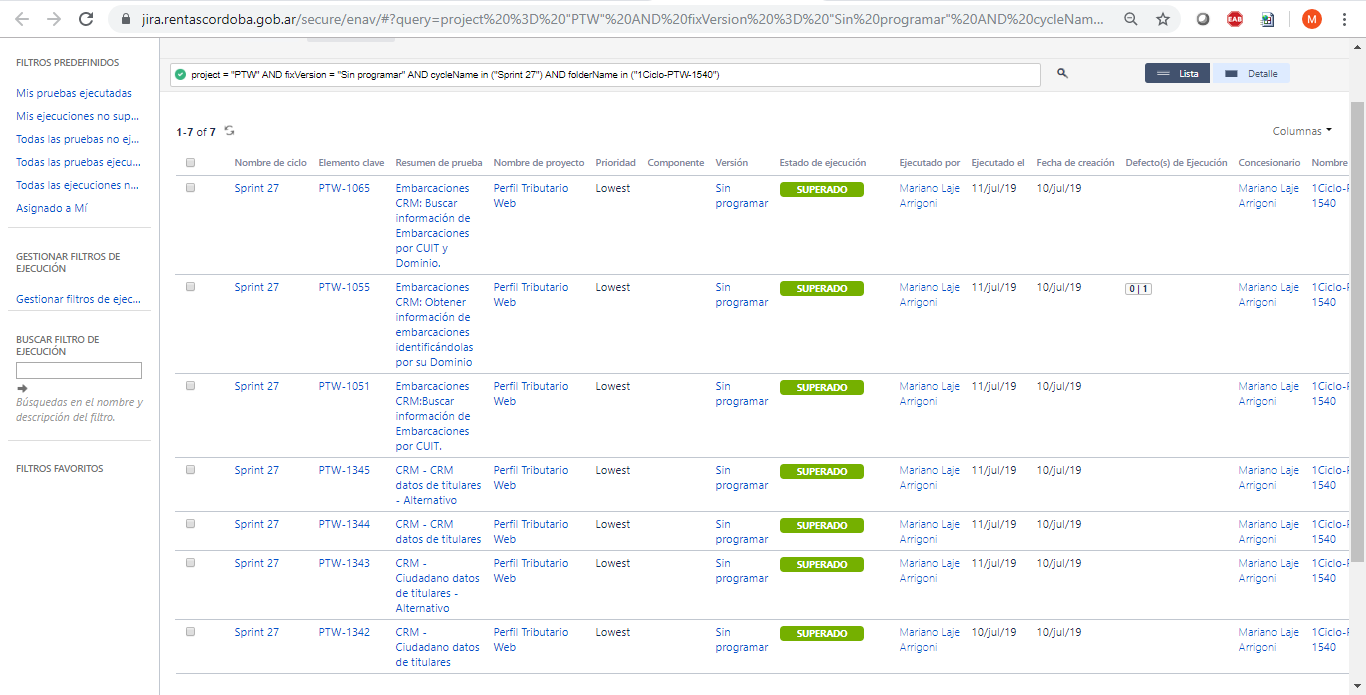 jira.rentascordoba.gob.ar/secure/enav/#?query=project%20%3D%20"PTW"%20AND%20fixVersion%20%3D%20"Sin%20programar"%20AND%20cycleNam...
EAB
M
FILTROS PREDEFINIDOS
Mis pruebas ejecutadas
Mis ejecuciones no sup...
Todas las pruebas no ej...
Todas las pruebas ejecu...
Todas las ejecuciones n...
Asignado a Mí
GESTIONAR FILTROS DE
EJECUCIÓN
Gestionar filtros de ejec...
BUSCAR FILTRO DE
EJECUCIÓN
Búsquedas en el nombre y
descripción del filtro.
FILTROS FAVORITOS
project = "PTW" AND fixVersion = "Sin programar" AND cycleName in ("Sprint 27") AND folderName in ("1Ciclo-PTW-1540")
Lista Detalle
1-7 of 7
Columnas
Nombre de ciclo Elemento clave Resumen de prueba Nombre de proyecto Prioridad Componente Versión Estado de ejecución Ejecutado por Ejecutado el Fecha de creación Defecto(s) de Ejecución Concesionario Nombre
Sprint 27 PTW-1065 Embarcaciones Perfil Tributario Lowest Sin SUPERADO Mariano Laje 11/jul/19 10/jul/19 Mariano Laje 1Ciclo-P
CRM: Buscar Web programar Arrigoni Arrigoni 1540
información de
Embarcaciones
por CUIT y
Dominio.
Sprint 27 PTW-1055 Embarcaciones Perfil Tributario Lowest Sin SUPERADO Mariano Laje 11/jul/19 10/jul/19 0 | 1 Mariano Laje 1Ciclo-P
CRM: Obtener Web programar Arrigoni Arrigoni 1540
información de
embarcaciones
identificándolas
por su Dominio
Sprint 27 PTW-1051 Embarcaciones Perfil Tributario Lowest Sin SUPERADO Mariano Laje 11/jul/19 10/jul/19 Mariano Laje 1Ciclo-P
CRM:Buscar Web programar Arrigoni Arrigoni 1540
información de
Embarcaciones
por CUIT.
Sprint 27 PTW-1345 CRM - CRM Perfil Tributario Lowest Sin SUPERADO Mariano Laje 11/jul/19 10/jul/19 Mariano Laje 1Ciclo-P
datos de titulares Web programar Arrigoni Arrigoni 1540
- Alternativo
Sprint 27 PTW-1344 CRM - CRM Perfil Tributario Lowest Sin SUPERADO Mariano Laje 11/jul/19 10/jul/19 Mariano Laje 1Ciclo-P
datos de titulares Web programar Arrigoni Arrigoni 1540
Sprint 27 PTW-1343 CRM - Perfil Tributario Lowest Sin SUPERADO Mariano Laje 11/jul/19 10/jul/19 Mariano Laje 1Ciclo-P
Ciudadano datos Web programar Arrigoni Arrigoni 1540
de titulares -
Alternativo
Sprint 27 PTW-1342 CRM - Perfil Tributario Lowest Sin SUPERADO Mariano Laje 10/jul/19 10/jul/19 Mariano Laje 1Ciclo-P
Ciudadano datos Web programar Arrigoni Arrigoni 1540
de titulares